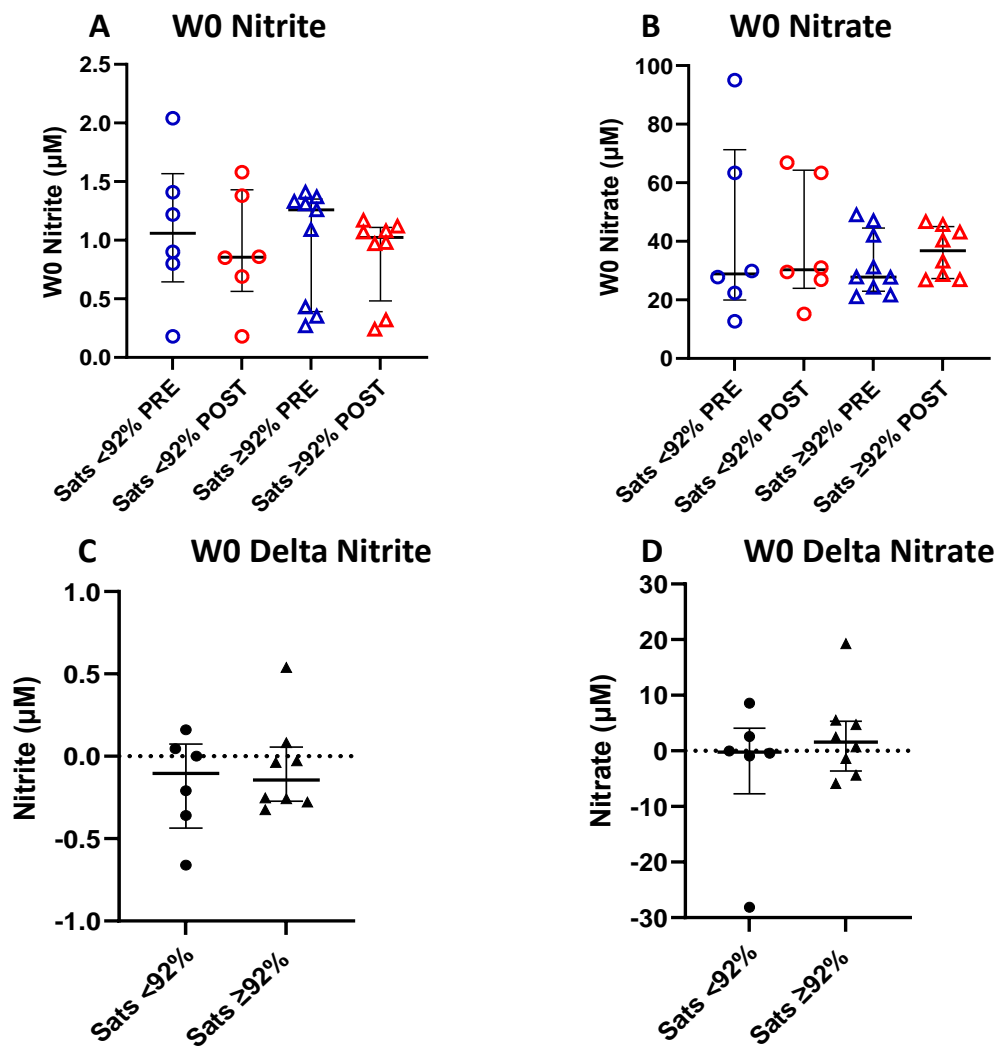 A W0 Nitrite
W0 Nitrite (µM)
2.5
2.0
1.5
1.0
0.5
0.0
Sats <92% PRE
Sats <92% POST
Sats ≥92% PRE
Sats ≥92% POST
B W0 Nitrate
W0 Nitrate (µM)
100
80
60
40
20
0
Sats <92% PRE
Sats <92% POST
Sats ≥92% PRE
Sats ≥92% POST
C W0 Delta Nitrite
Nitrite (µM)
1.0
0.5
0.0
-0.5
-1.0
Sats <92%
Sats ≥92%
D W0 Delta Nitrate
Nitrate (µM)
30
20
10
0
-10
-20
-30
Sats <92%
Sats ≥92%